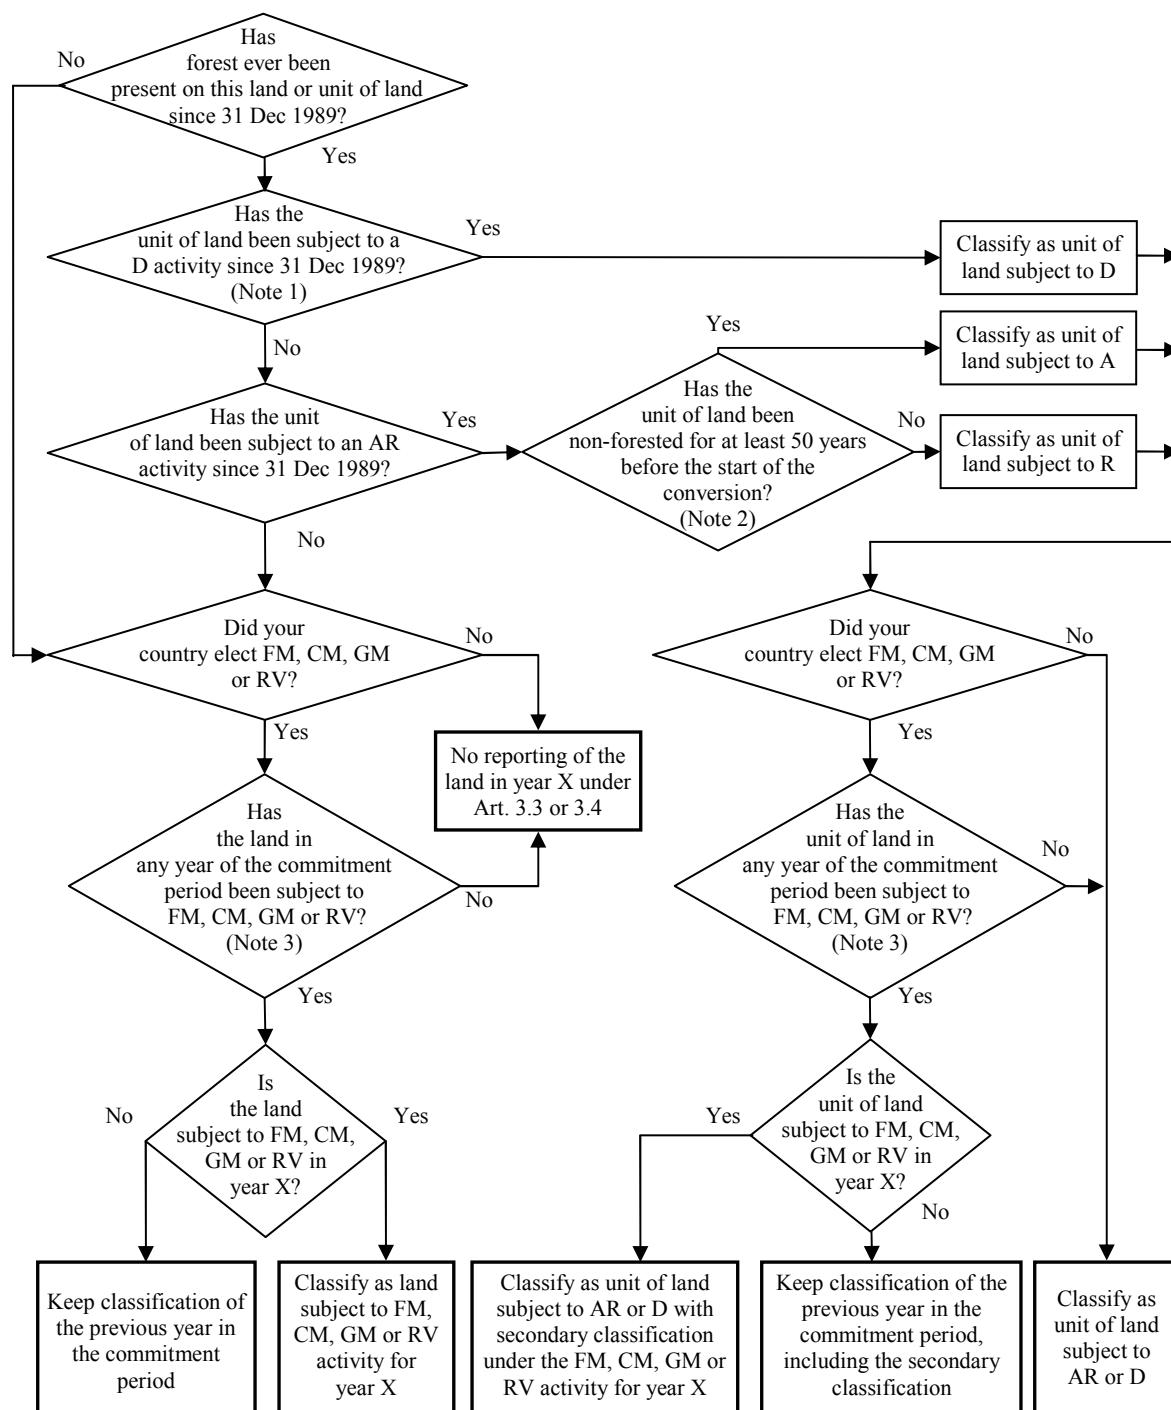 Has
forest ever been
present on this land or unit of land
since 31 Dec 1989?
No
Yes
Has the
unit of land been subject to a
D activity since 31 Dec 1989?
(Note 1)
Yes
No
Classify as unit of
land subject to D
Has the unit
of land been subject to an AR
activity since 31 Dec 1989?
Yes
No
Has the
unit of land been
non-forested for at least 50 years
before the start of the
conversion?
(Note 2)
Yes
No
Classify as unit of
land subject to A
Classify as unit of
land subject to R
Did your
country elect FM, CM, GM
or RV?
No
Yes
No reporting of the
land in year X under
Art. 3.3 or 3.4
Has
the land in
any year of the commitment
period been subject to
FM, CM, GM or RV?
(Note 3)
No
Yes
Is
the land
subject to FM, CM,
GM or RV in
year X?
No
Yes
Keep classification of
the previous year in
the commitment
period
Classify as land
subject to FM,
CM, GM or RV
activity for
year X
Did your
country elect FM, CM, GM
or RV?
No
Yes
Has the
unit of land in
any year of the commitment
period been subject to
FM, CM, GM or RV?
(Note 3)
No
Yes
Is the
unit of land
subject to FM, CM,
GM or RV in
year X?
Yes
No
Classify as unit of land
subject to AR or D with
secondary classification
under the FM, CM, GM or
RV activity for year X
Keep classification of the
previous year in the
commitment period,
including the secondary
classification
Classify as
unit of land
subject to
AR or D